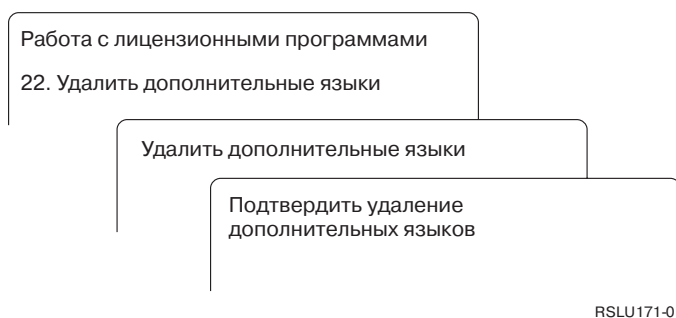 Работа с лицензионными программами
22. Удалить дополнительные языки
Удалить дополнительные языки
Подтвердить удаление
дополнительных языков
RSLU171-0